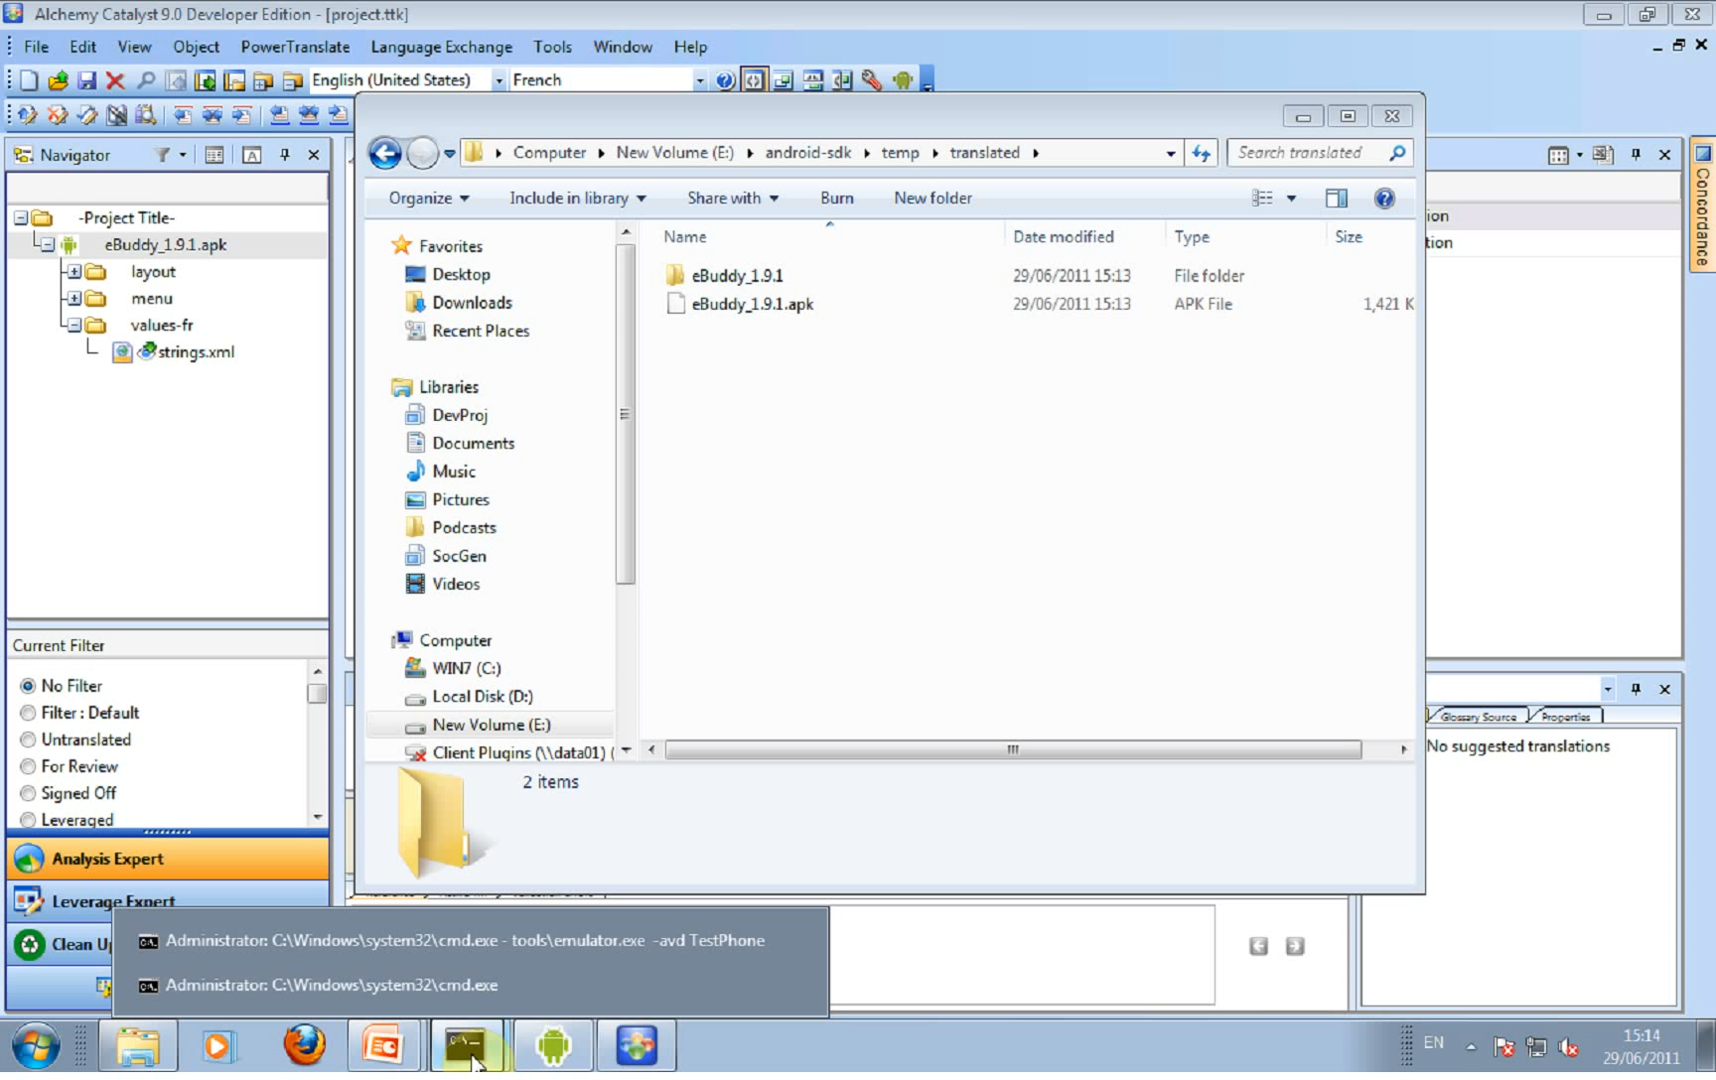 Alchemy Catalyst 9.0 Developer Edition - [project.ttk]
File Edit View Object PowerTranslate Language Exchange Tools Window Help
English (United States) French
Navigator
Computer New Volume (E:) android-sdk temp translated Search translated
Organize Include in library Share with Burn New folder
-Project Title-
eBuddy_1.9.1.apk
layout
menu
values-fr
strings.xml
Favorites
Desktop
Downloads
Recent Places
Libraries
DevProj
Documents
Music
Pictures
Podcasts
SocGen
Videos
Computer
WIN7 (C:)
Local Disk (D:)
New Volume (E:)
Client Plugins (\\data01) (
Name Date modified Type Size
eBuddy_1.9.1 29/06/2011 15:13 File folder
eBuddy_1.9.1.apk 29/06/2011 15:13 APK File 1,421 K
2 items
ion
tion
Concordance
Current Filter
No Filter
Filter : Default
Untranslated
For Review
Signed Off
Leveraged
Analysis Expert
Leverage Expert
Clean U
Glossary Source Properties
No suggested translations
Administrator: C:\Windows\system32\cmd.exe - tools\emulator.exe -avd TestPhone
Administrator: C:\Windows\system32\cmd.exe
EN
15:14
29/06/2011